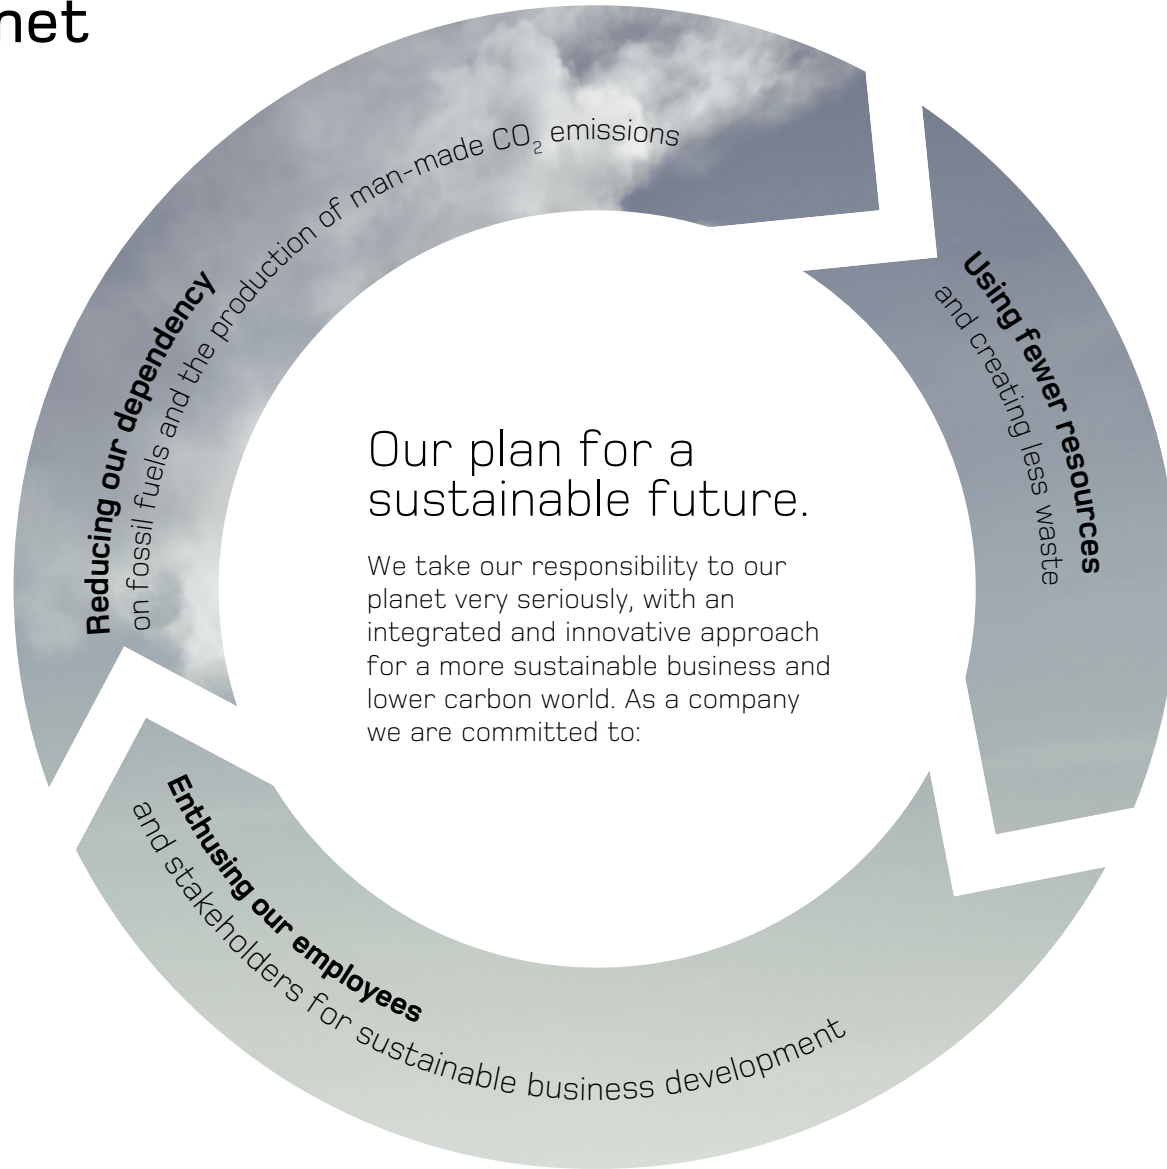 net
Reducing our dependency
on fossil fuels and the production of man-made CO₂ emissions
Using fewer resources
and creating less waste
Our plan for a
sustainable future.
We take our responsibility to our
planet very seriously, with an
integrated and innovative approach
for a more sustainable business and
lower carbon world. As a company
we are committed to:
Enthusing our employees
and stakeholders for sustainable business development